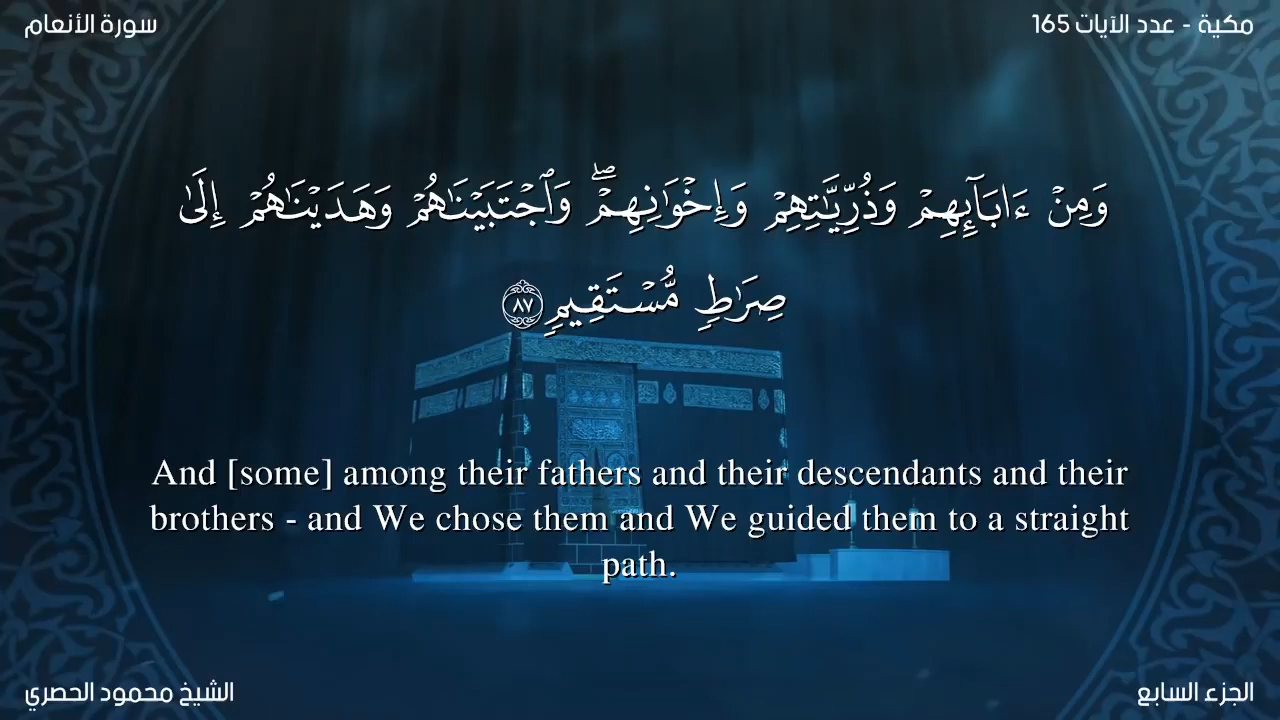 سورة الأنعام
مكية - عدد الآيات 165
وَمِنْ ءَابَآئِهِمْ وَذُرِّيَّٰتِهِمْ وَإِخْوَٰنِهِمْ ۖ وَٱجْتَبَيْنَٰهُمْ وَهَدَيْنَٰهُمْ إِلَىٰ
صِرَٰطٍ مُّسْتَقِيمٍ ٨٧
And [some] among their fathers and their descendants and their
brothers - and We chose them and We guided them to a straight
path.
الشيخ محمود الحصري
الجزء السابع